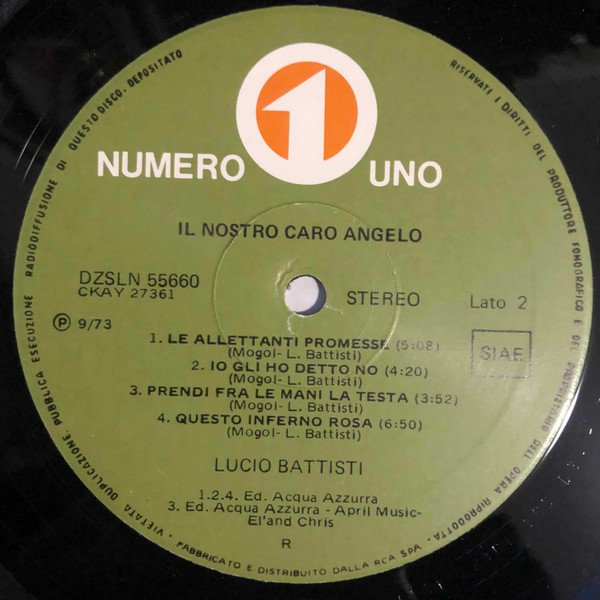 RISERVATI I DIRITTI DEL PRODUTTORE FONOGRAFICO E DEL PROPRIETARIO DELL'OPERA RIPRODOTTA -
VIETATA DUPLICAZIONE PUBBLICA ESECUZIONE RADIODIFFUSIONE DI QUESTO DISCO. DEPOSITATO
1
NUMERO UNO
IL NOSTRO CARO ANGELO
DZSLN 55660
CKAY 27361
STEREO
Lato 2
Ⓟ 9/73
SIAE
1. LE ALLETTANTI PROMESSE (5:08)
(Mogol- L. Battisti)
2. IO GLI HO DETTO NO (4:20)
(Mogol- L. Battisti)
3. PRENDI FRA LE MANI LA TESTA (3:52)
(Mogol- L. Battisti)
4. QUESTO INFERNO ROSA (6:50)
(Mogol- L. Battisti)
LUCIO BATTISTI
1.2.4. Ed. Acqua Azzurra
3. Ed. Acqua Azzurra - April Music-
El'and Chris
R
- FABBRICATO E DISTRIBUITO DALLA RCA SPA -